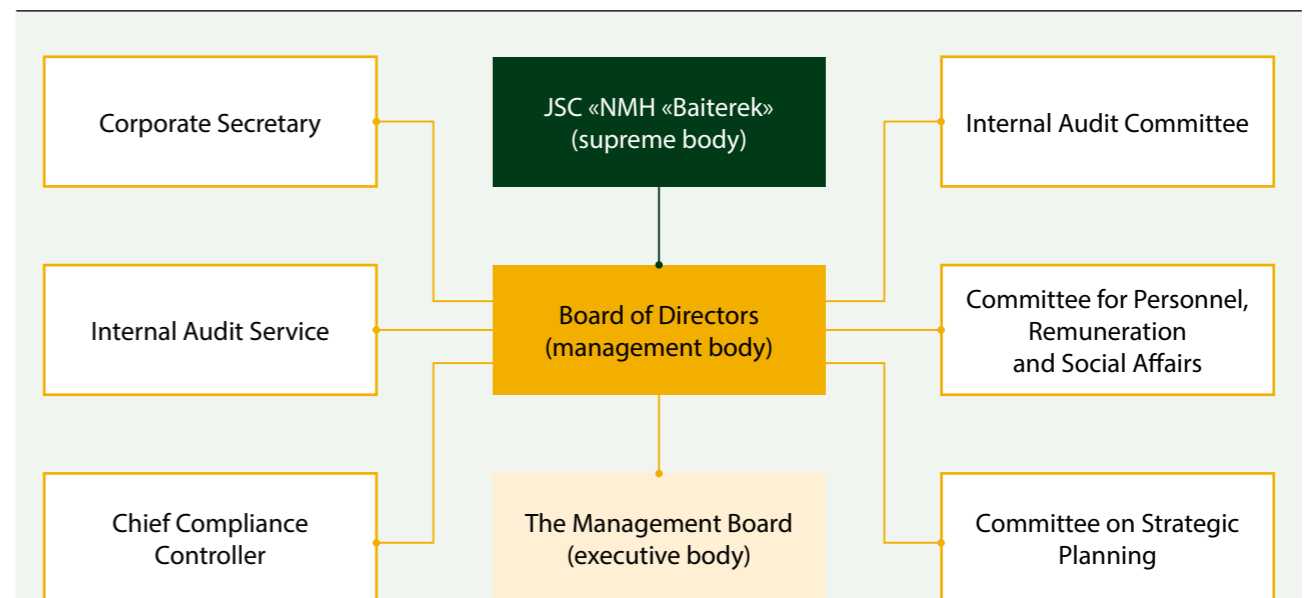 Corporate Secretary
JSC «NMH «Baiterek»
(supreme body)
Internal Audit Committee
Internal Audit Service
Board of Directors
(management body)
Committee for Personnel,
Remuneration
and Social Affairs
Chief Compliance
Controller
The Management Board
(executive body)
Committee on Strategic
Planning